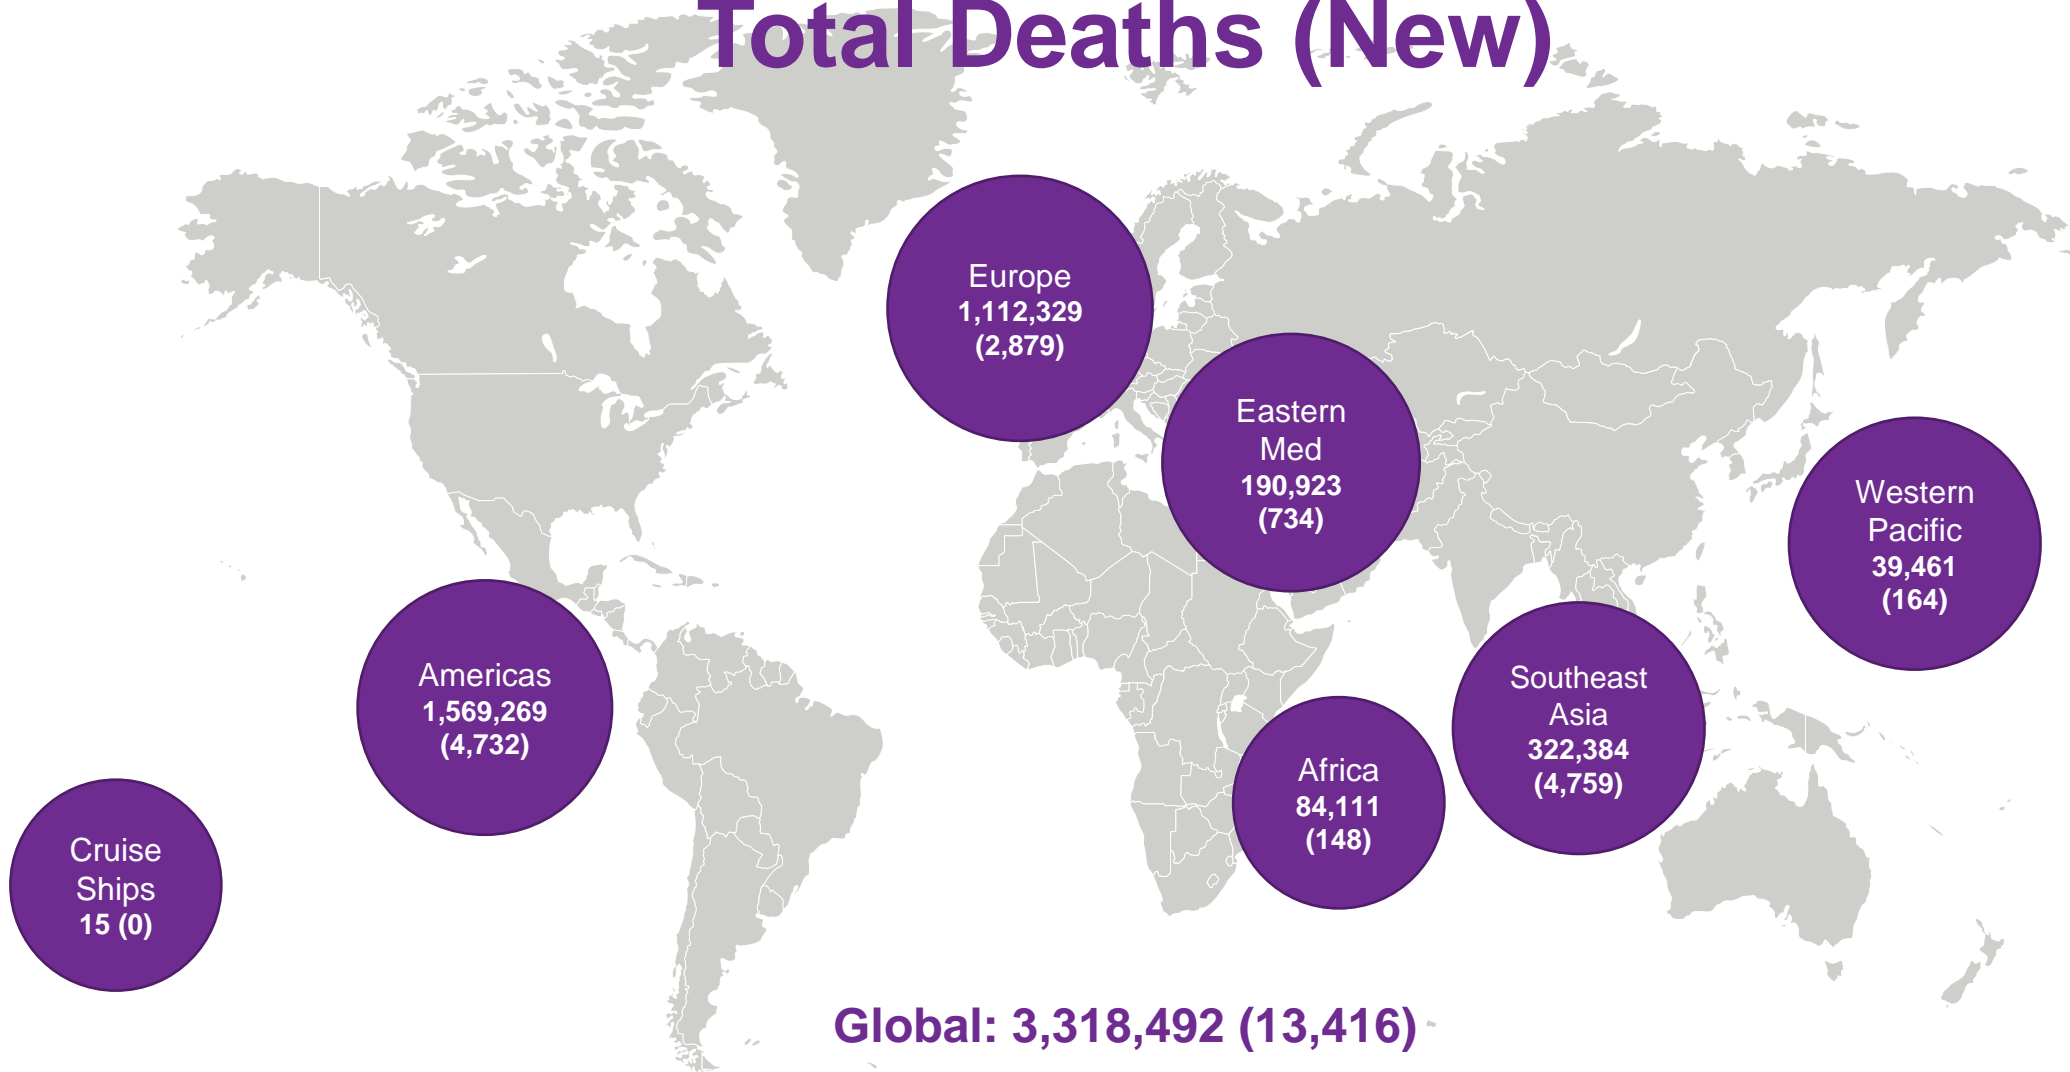 Total Deaths (New)
Europe
1,112,329
(2,879)
Eastern
Med
190,923
(734)
Western
Pacific
39,461
(164)
Americas
1,569,269
(4,732)
Southeast
Asia
322,384
(4,759)
Africa
84,111
(148)
Cruise
Ships
15 (0)
Global: 3,318,492 (13,416)